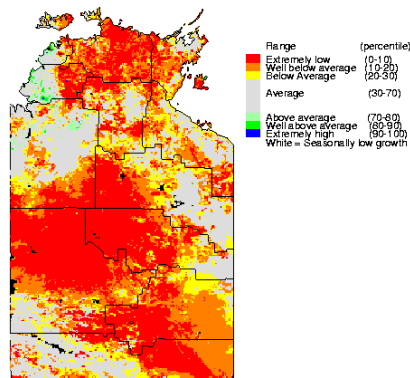 Range (percentile)
Extremely low (0-10)
Well below average (10-20)
Below Average (20-30)
Average (30-70)
Above average (70-80)
Well above average (80-90)
Extremely high (90-100)
White = Seasonally low growth